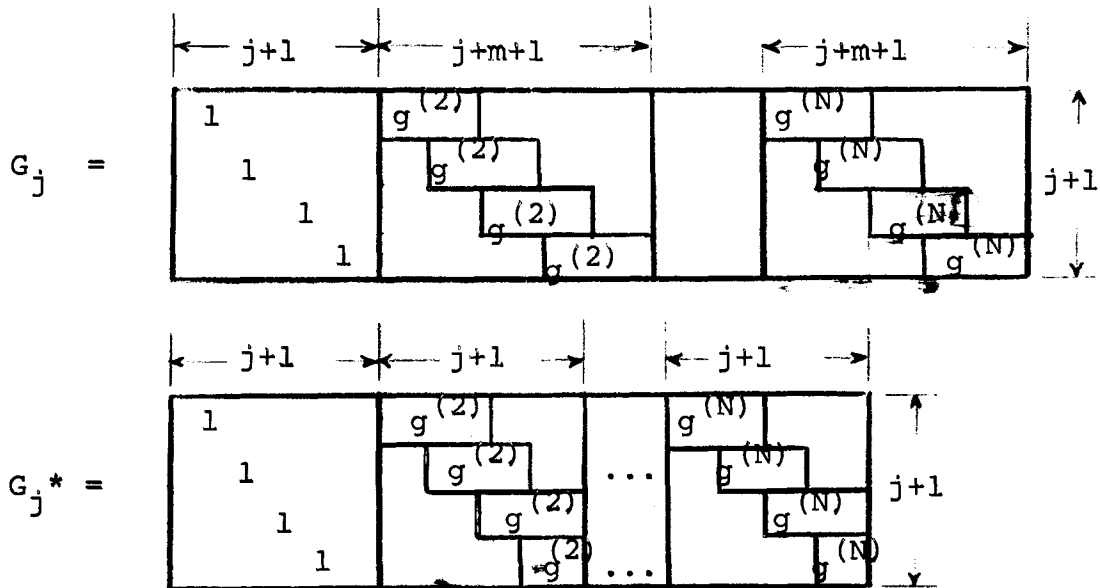 j+1 j+m+1 j+m+1
1 g(2) g(N)
1 g(2) g(N)
G_j = j+1
1 g(2) g(N)
1 g(2) g(N)
j+1 j+1 j+1
1 g(2) g(N)
1 g(2) ... g(N)
G_j* = j+1
1 g(2) g(N)
1 g(2) ... g(N)